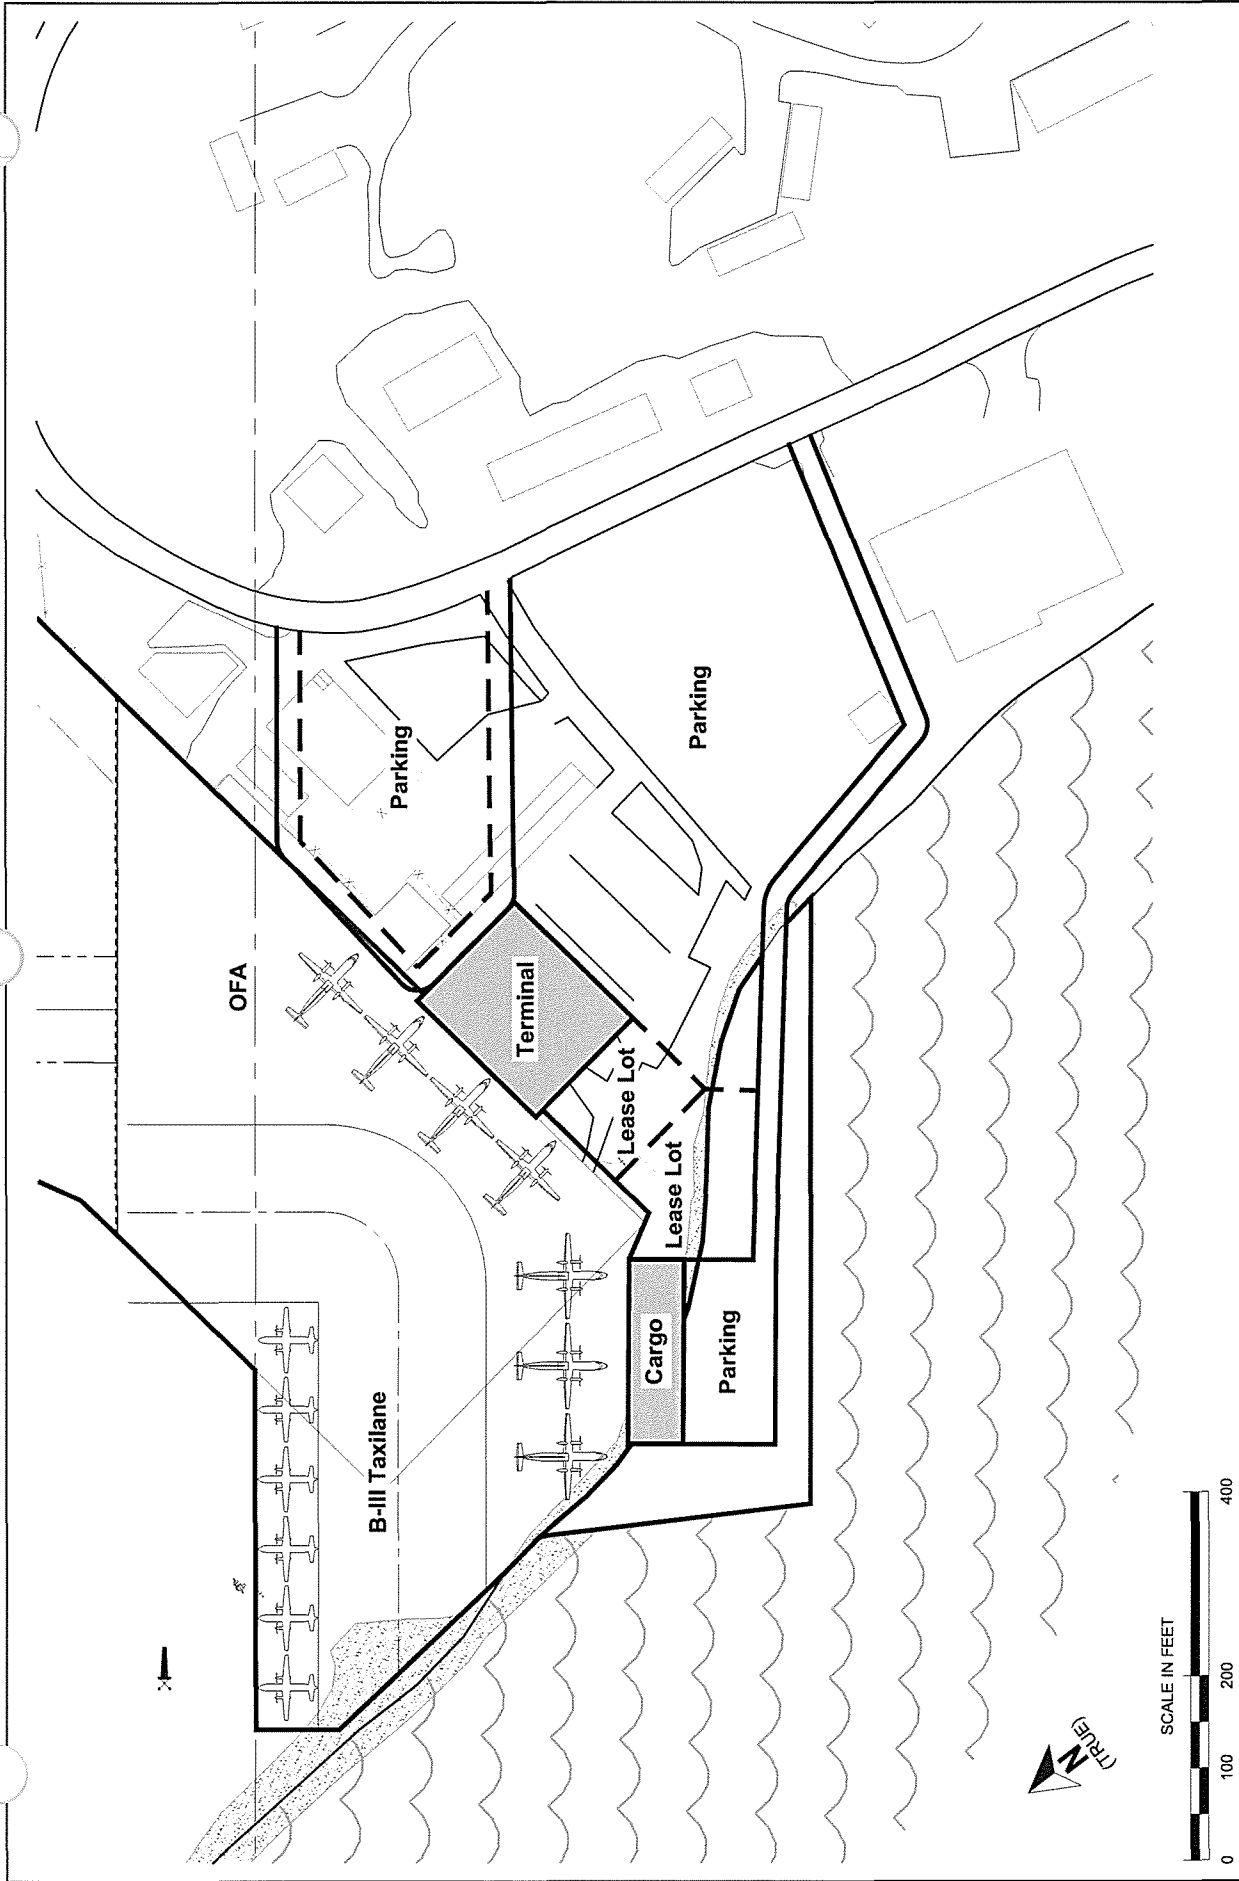 OFA
Parking
Parking
Terminal
Lease Lot
Lease Lot
Cargo
Parking
B-III Taxilane
N
(TRUE)
SCALE IN FEET
0 100 200 400